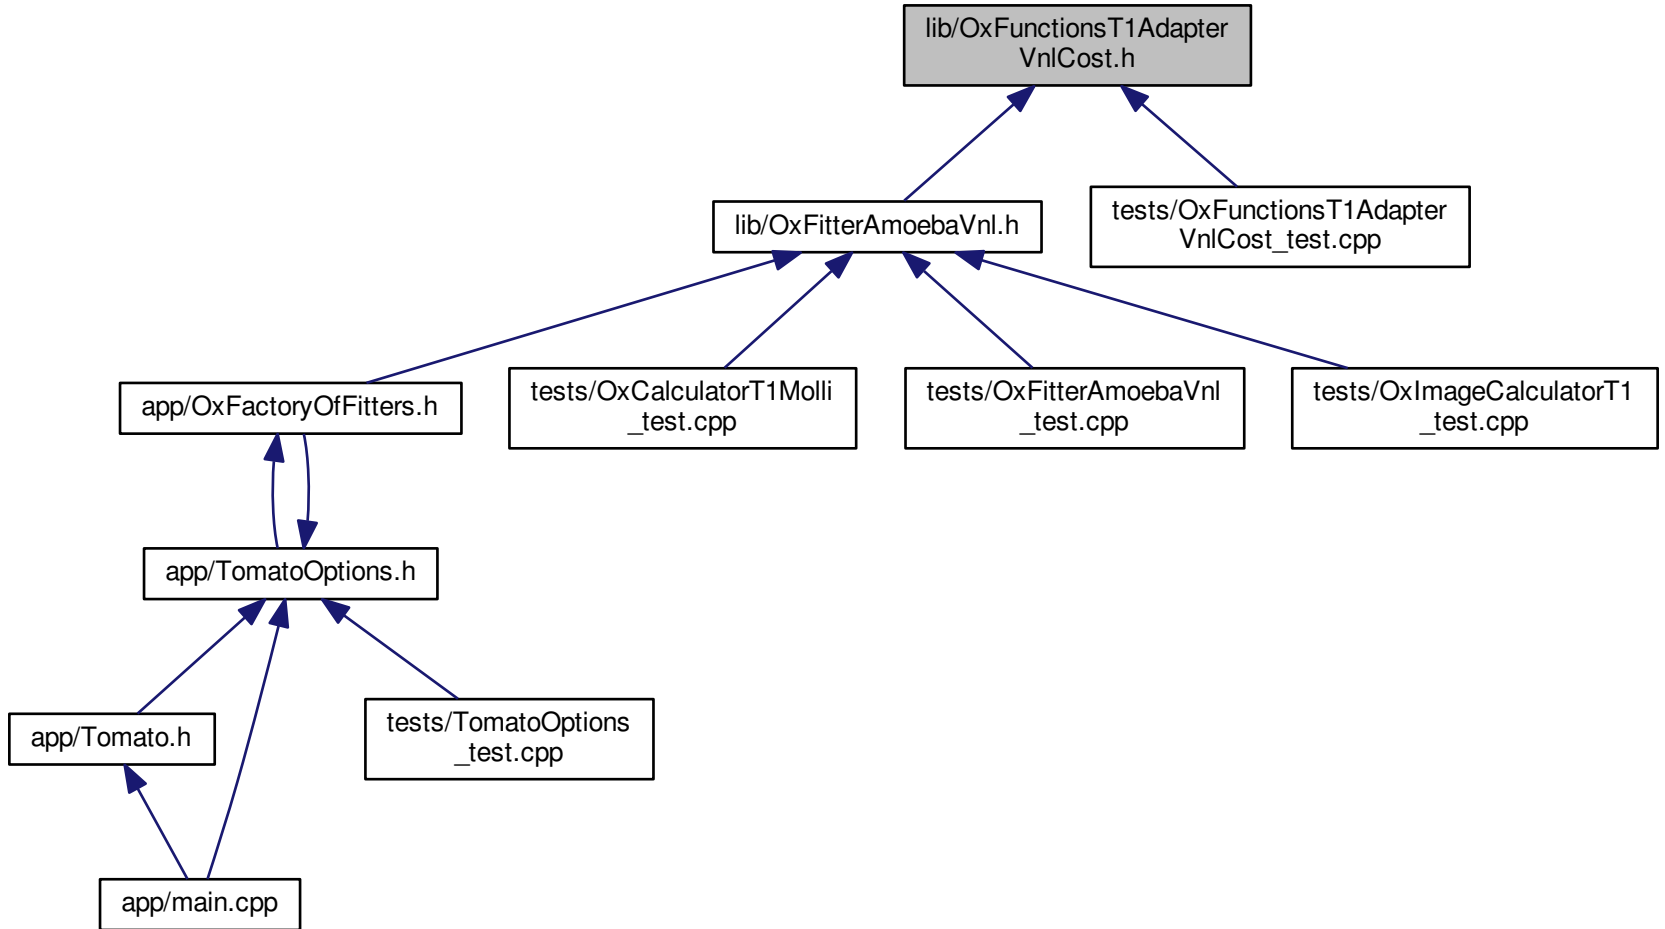 lib/OxFunctionsT1Adapter
VnlCost.h
lib/OxFitterAmoebaVnl.h
tests/OxFunctionsT1Adapter
VnlCost_test.cpp
app/OxFactoryOfFitters.h
tests/OxCalculatorT1Molli
_test.cpp
tests/OxFitterAmoebaVnl
_test.cpp
tests/OxImageCalculatorT1
_test.cpp
app/TomatoOptions.h
app/Tomato.h
tests/TomatoOptions
_test.cpp
app/main.cpp